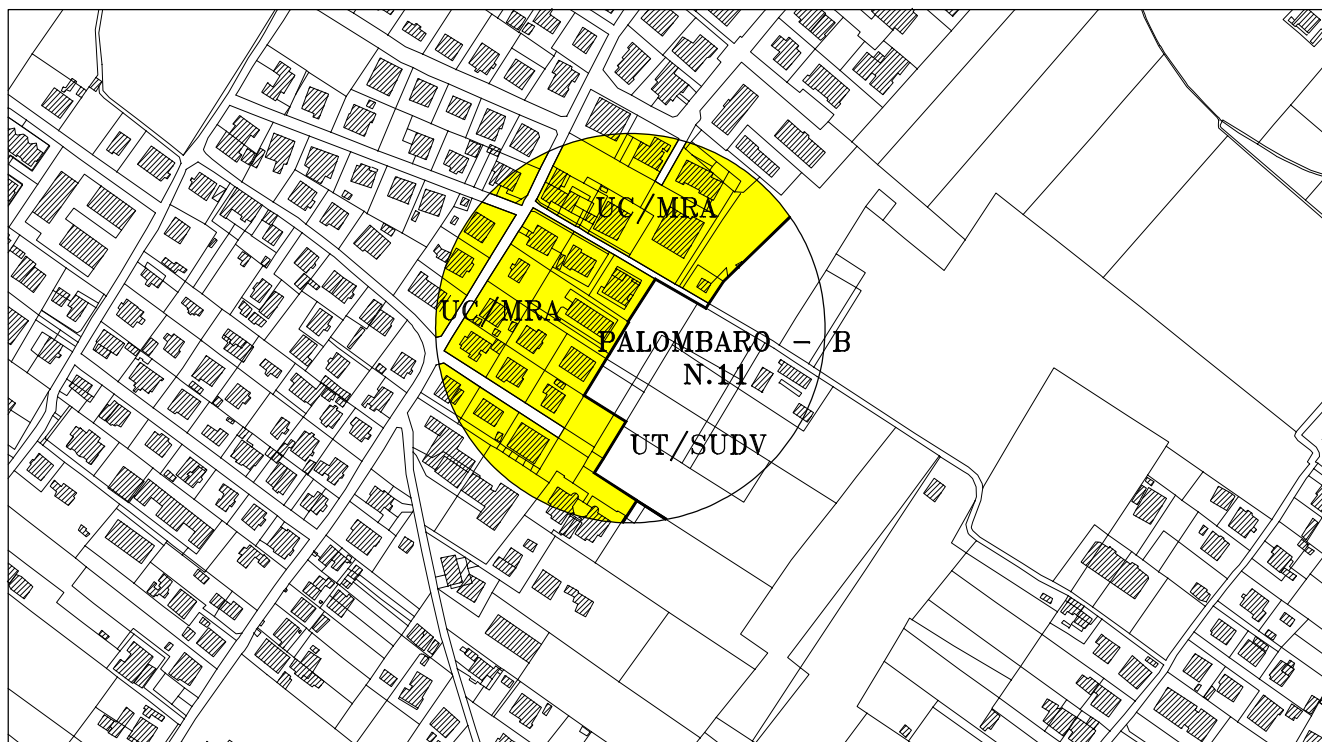 UC/MRA
UC/MRA
PALOMBARO - B
N.11
UT/SUDV